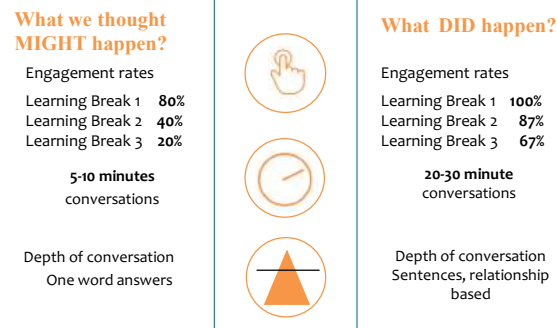 What we thought
MIGHT happen?
Engagement rates
Learning Break 1 80%
Learning Break 2 40%
Learning Break 3 20%
5-10 minutes
conversations
Depth of conversation
One word answers
What DID happen?
Engagement rates
Learning Break 1 100%
Learning Break 2 87%
Learning Break 3 67%
20-30 minute
conversations
Depth of conversation
Sentences, relationship
based